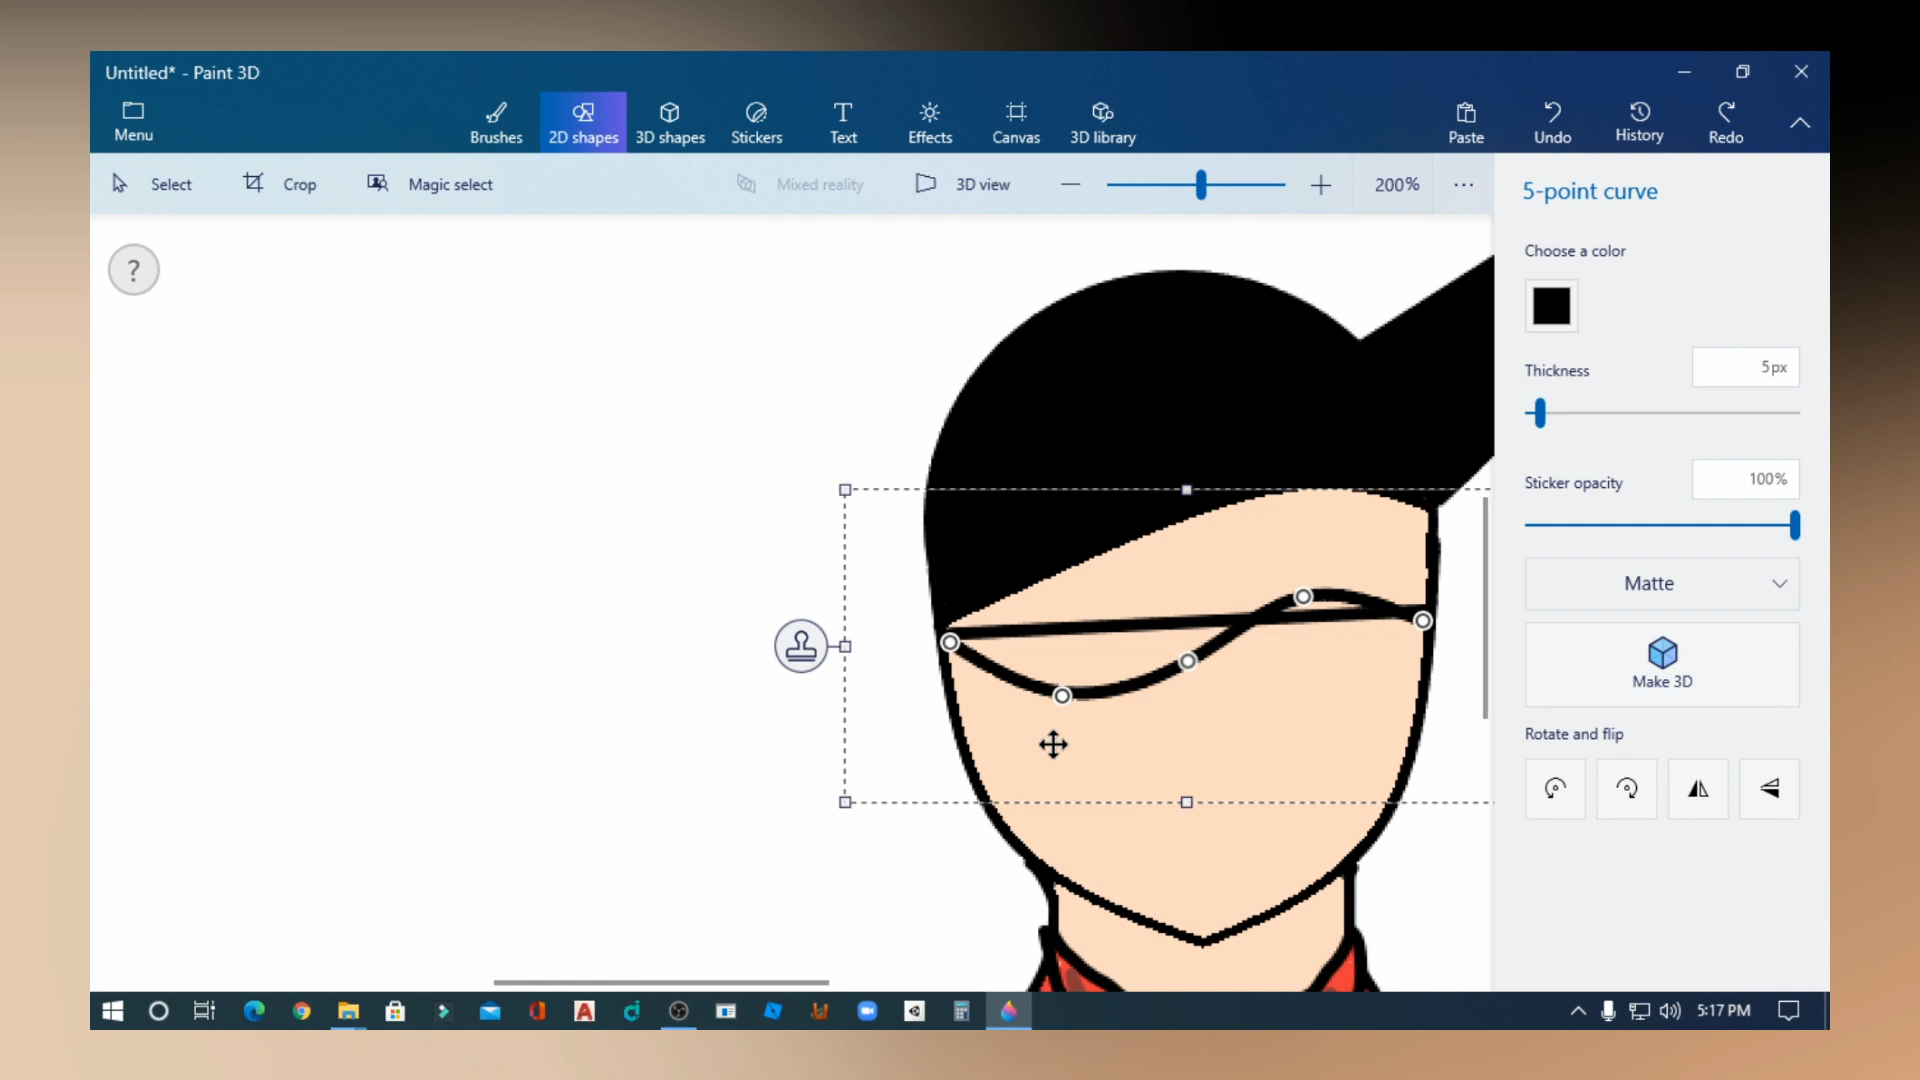 Untitled* - Paint 3D
Menu
Brushes
2D shapes
3D shapes
Stickers
Text
Effects
Canvas
3D library
Paste
Undo
History
Redo
Select
Crop
Magic select
Mixed reality
3D view
200%
5-point curve
?
Choose a color
Thickness
5px
Sticker opacity
100%
Matte
Make 3D
Rotate and flip
5:17 PM